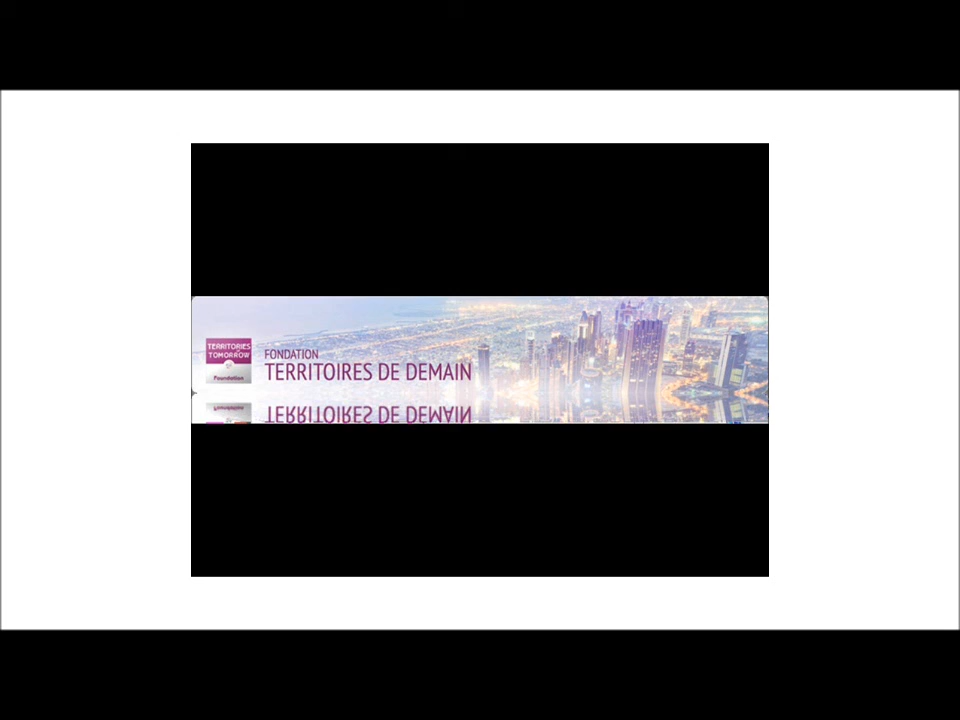 TERRITORIES
TOMORROW
Foundation
FONDATION
TERRITOIRES DE DEMAIN